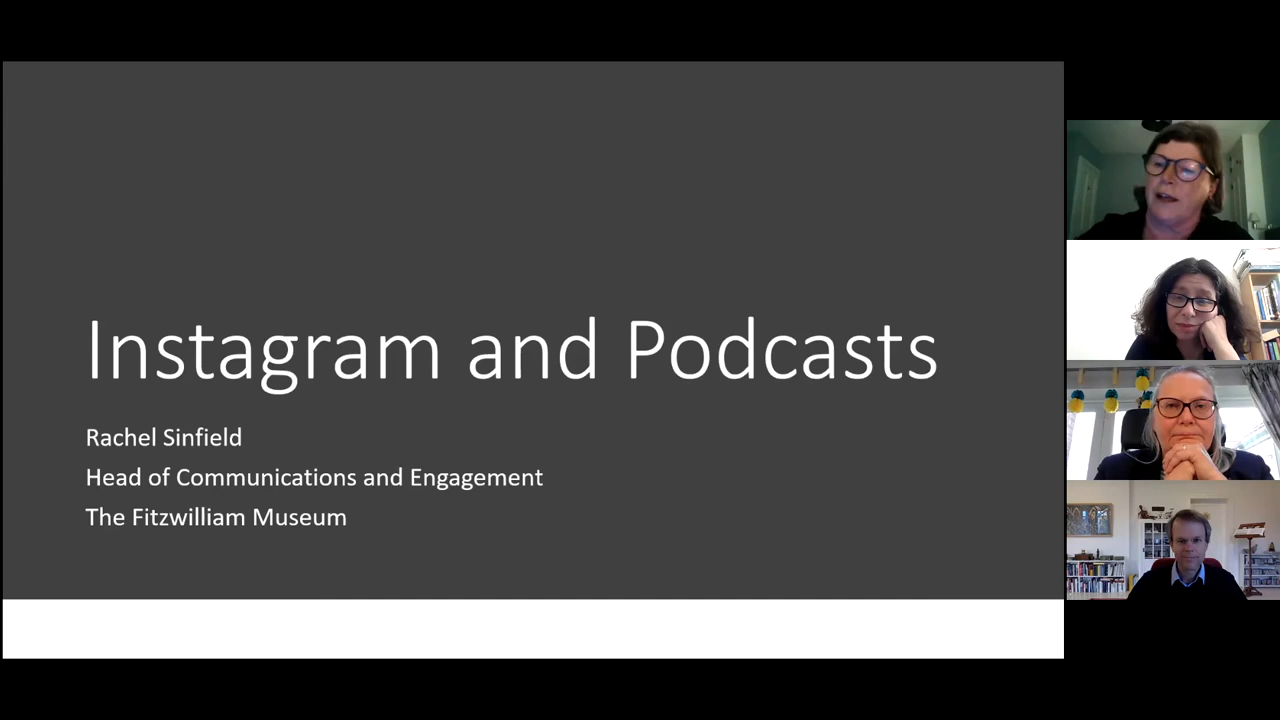 Instagram and Podcasts
Rachel Sinfield
Head of Communications and Engagement
The Fitzwilliam Museum